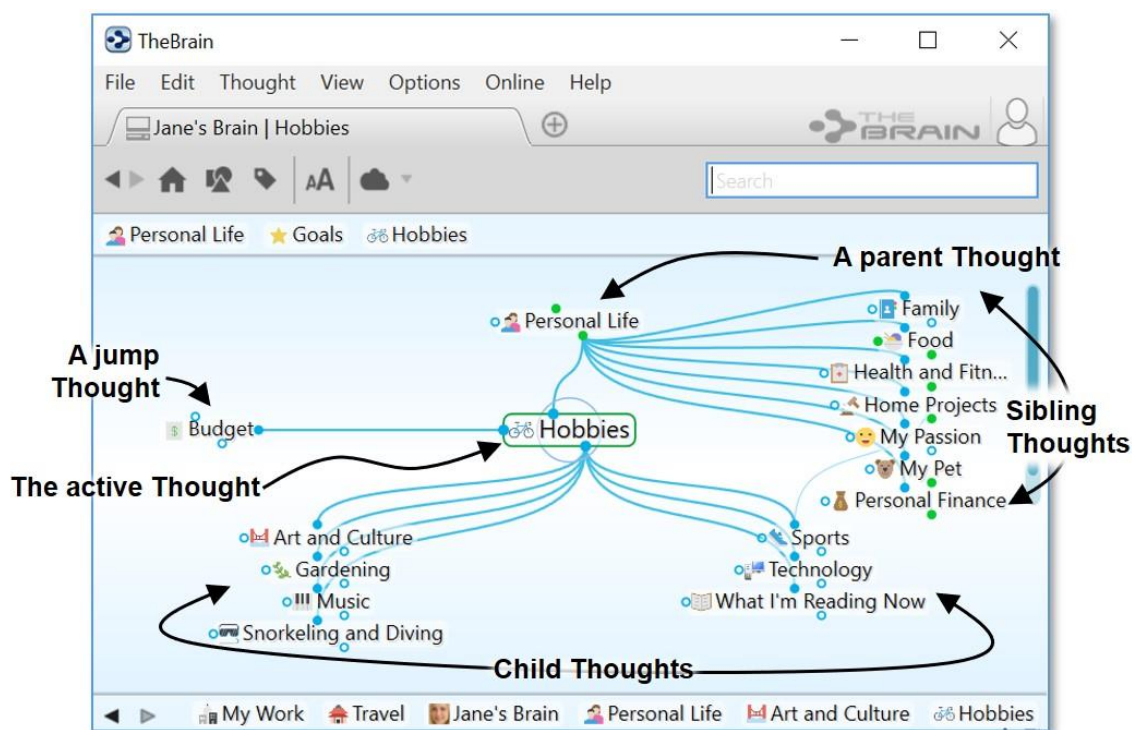 TheBrain
File Edit Thought View Options Online Help
Jane's Brain | Hobbies
THE BRAIN
AA
Search
Personal Life Goals Hobbies
A parent Thought
Personal Life
Family
Food
Health and Fitn...
Home Projects
My Passion
My Pet
Personal Finance
Sibling
Thoughts
A jump
Thought
$ Budget
Hobbies
The active Thought
Art and Culture
Gardening
Music
Snorkeling and Diving
Sports
Technology
What I'm Reading Now
Child Thoughts
My Work Travel Jane's Brain Personal Life Art and Culture Hobbies